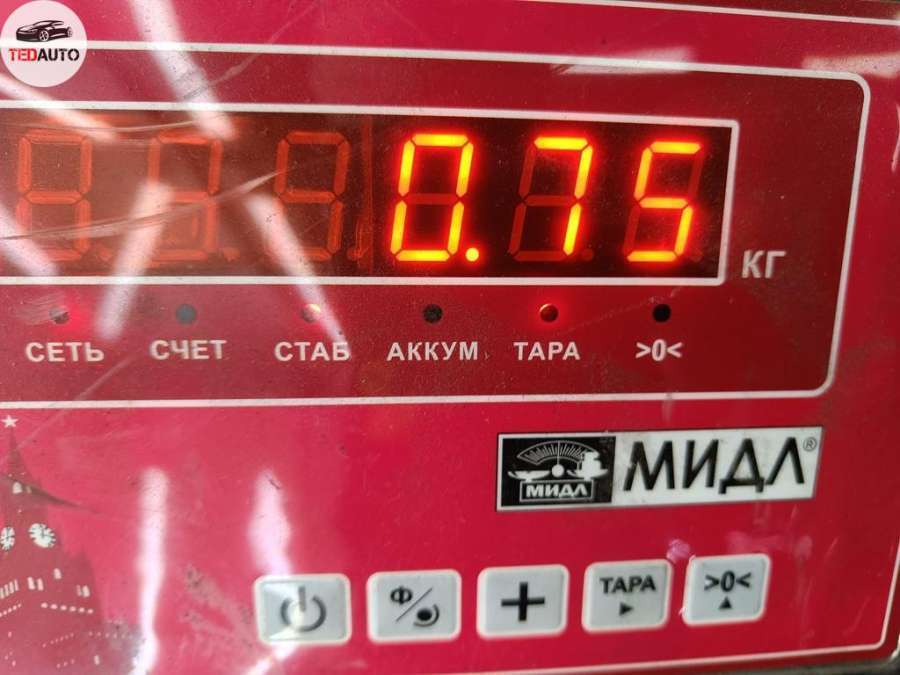 TEDAUTO
0.75
КГ
СЕТЬ СЧЕТ СТАБ АККУМ ТАРА >0<
МИДЛ МИДЛ®
Ф ТАРА >0<